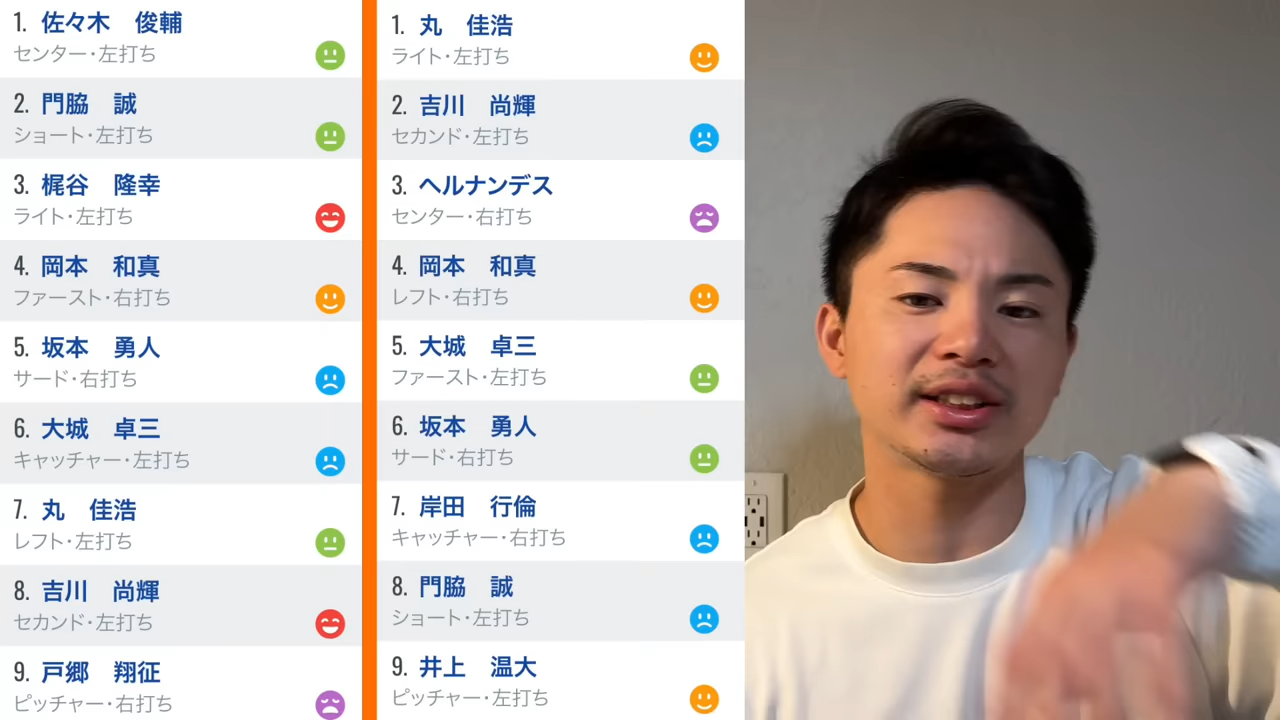 1. 佐々木　俊輔
センター・左打ち
2. 門脇　誠
ショート・左打ち
3. 梶谷　隆幸
ライト・左打ち
4. 岡本　和真
ファースト・右打ち
5. 坂本　勇人
サード・右打ち
6. 大城　卓三
キャッチャー・左打ち
7. 丸　佳浩
レフト・左打ち
8. 吉川　尚輝
セカンド・左打ち
9. 戸郷　翔征
ピッチャー・右打ち
1. 丸　佳浩
ライト・左打ち
2. 吉川　尚輝
セカンド・左打ち
3. ヘルナンデス
センター・右打ち
4. 岡本　和真
レフト・右打ち
5. 大城　卓三
ファースト・左打ち
6. 坂本　勇人
サード・右打ち
7. 岸田　行倫
キャッチャー・右打ち
8. 門脇　誠
ショート・左打ち
9. 井上　温大
ピッチャー・左打ち